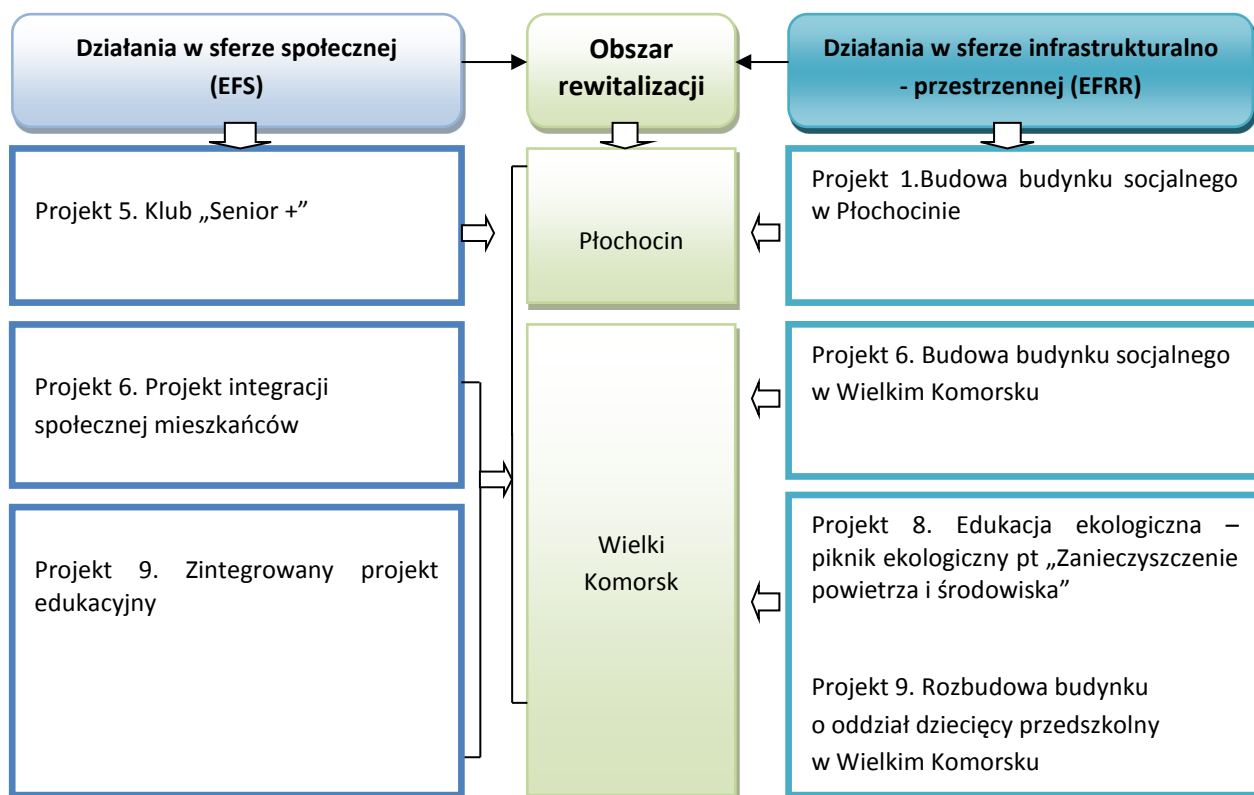 Działania w sferze społecznej
(EFS)
Obszar
rewitalizacji
Działania w sferze infrastrukturalno
- przestrzennej (EFRR)
Projekt 5. Klub „Senior +”
Płochocin
Projekt 1.Budowa budynku socjalnego
w Płochocinie
Projekt 6. Projekt integracji
społecznej mieszkańców
Projekt 9. Zintegrowany projekt
edukacyjny
Wielki
Komorsk
Projekt 6. Budowa budynku socjalnego
w Wielkim Komorsku
Projekt 8. Edukacja ekologiczna –
piknik ekologiczny pt „Zanieczyszczenie
powietrza i środowiska”
Projekt 9. Rozbudowa budynku
o oddział dziecięcy przedszkolny
w Wielkim Komorsku